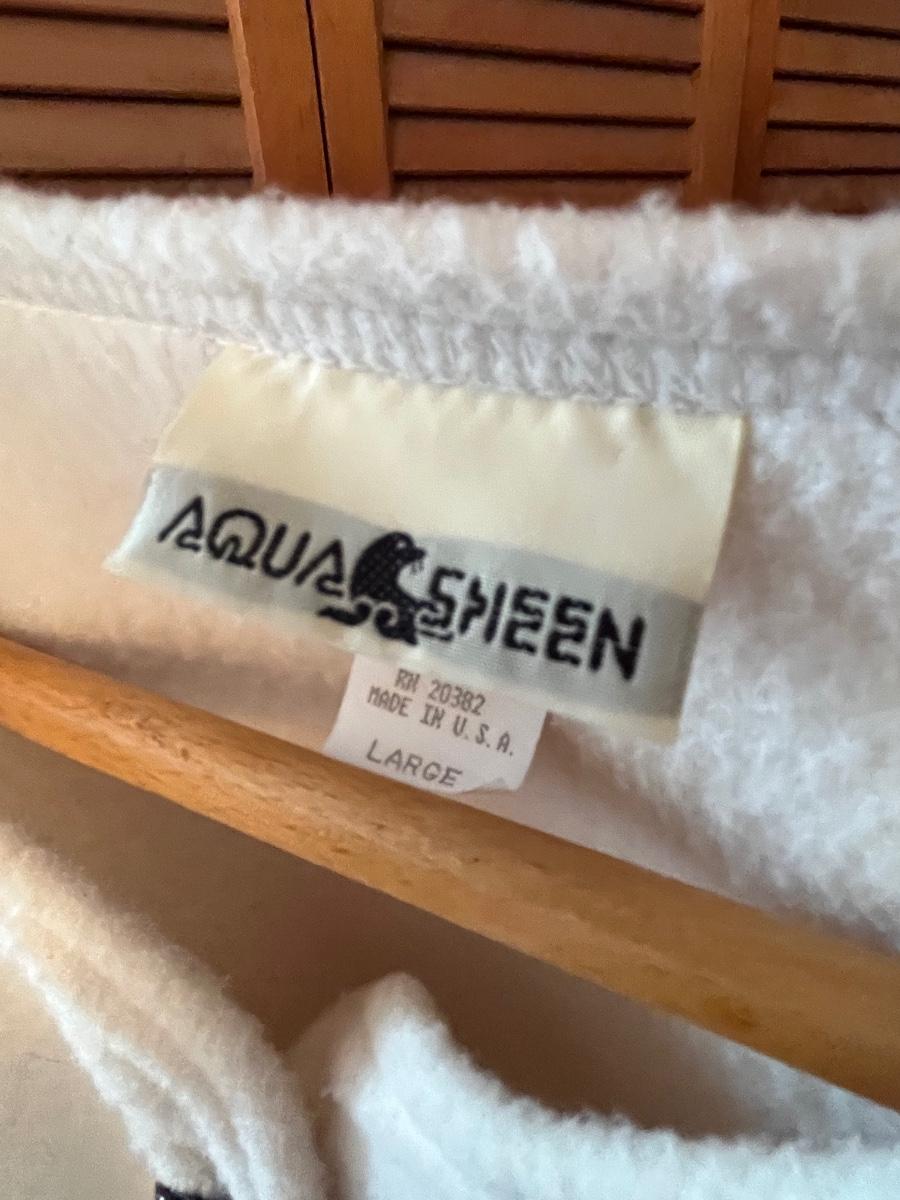 AQUA SHEEN
RN 20382
MADE IN U.S.A.
LARGE